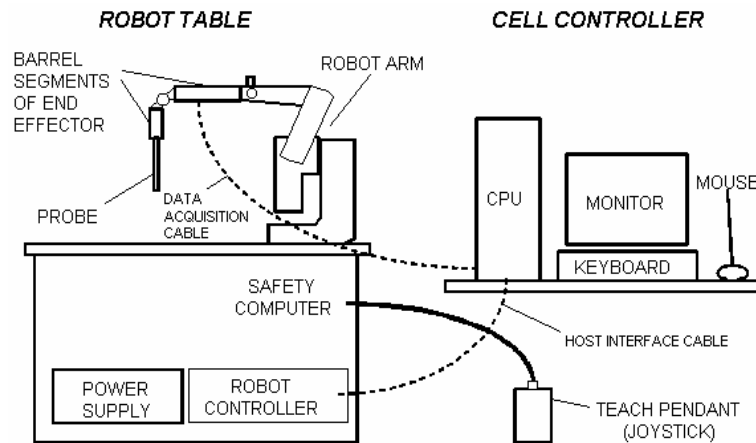 ROBOT TABLE
CELL CONTROLLER
BARREL
SEGMENTS
OF END
EFFECTOR
ROBOT ARM
PROBE
DATA
ACQUISITION
CABLE
CPU
MONITOR
MOUSE
KEYBOARD
SAFETY
COMPUTER
HOST INTERFACE CABLE
POWER
SUPPLY
ROBOT
CONTROLLER
TEACH PENDANT
(JOYSTICK)